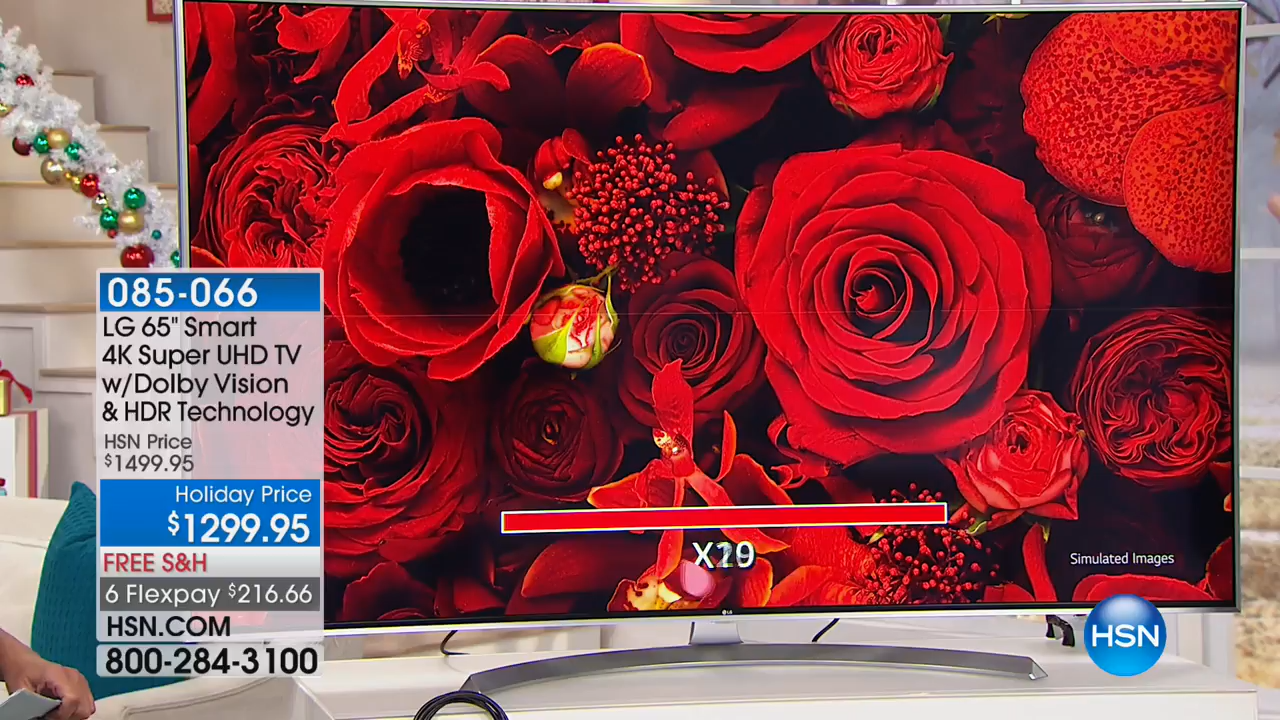 085-066
LG 65" Smart
4K Super UHD TV
w/Dolby Vision
& HDR Technology
HSN Price
$1499.95
Holiday Price
$1299.95
FREE S&H
6 Flexpay $216.66
HSN.COM
800-284-3100
Simulated Images
LG
HSN